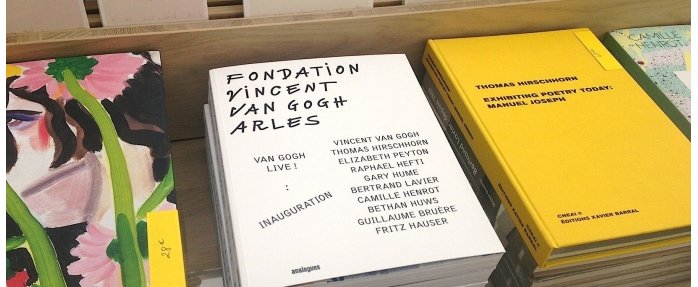 28€
FONDATION
VINCENT
VAN GOGH
ARLES
VAN GOGH
LIVE !
:
INAUGURATION
VINCENT VAN GOGH
THOMAS HIRSCHHORN
ELIZABETH PEYTON
RAPHAEL HEFTI
GARY HUME
BERTRAND LAVIER
CAMILLE HENROT
BETHAN HUWS
GUILLAUME BRUÈRE
FRITZ HAUSER
analogues
THOMAS HIRSCHHORN
EXHIBITING POETRY TODAY:
MANUEL JOSEPH
CNEAI =
ÉDITIONS XAVIER BARRAL
CAMILLE
HENROT